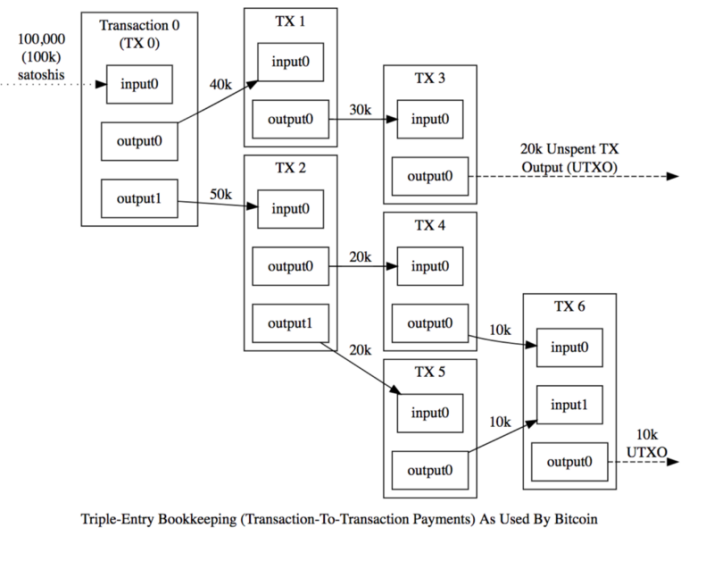 100,000
(100k)
satoshis
Transaction 0
(TX 0)
input0
output0
output1
40k
50k
TX 1
input0
output0
30k
TX 2
input0
output0
output1
20k
20k
TX 3
input0
output0
20k Unspent TX
Output (UTXO)
TX 4
input0
output0
10k
TX 5
input0
output0
10k
TX 6
input0
input1
output0
10k
UTXO
Triple-Entry Bookkeeping (Transaction-To-Transaction Payments) As Used By Bitcoin